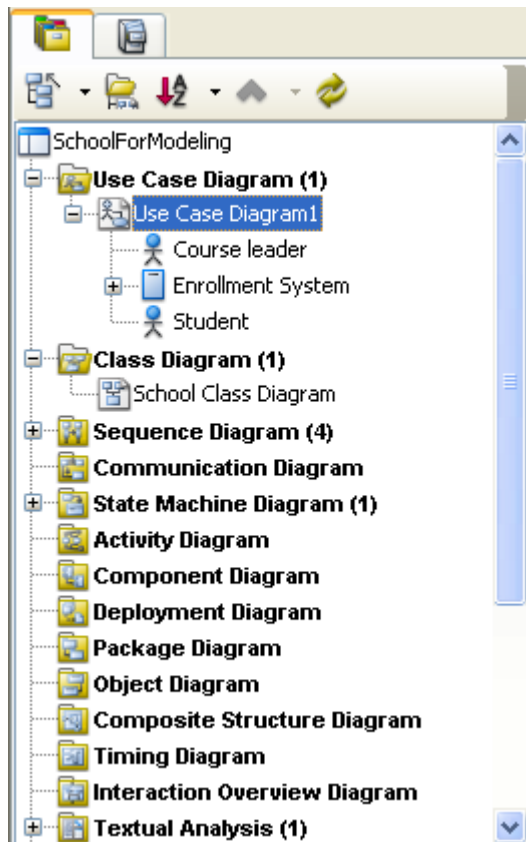 SchoolForModeling
Use Case Diagram (1)
Use Case Diagram1
Course leader
Enrollment System
Student
Class Diagram (1)
School Class Diagram
Sequence Diagram (4)
Communication Diagram
State Machine Diagram (1)
Activity Diagram
Component Diagram
Deployment Diagram
Package Diagram
Object Diagram
Composite Structure Diagram
Timing Diagram
Interaction Overview Diagram
Textual Analysis (1)